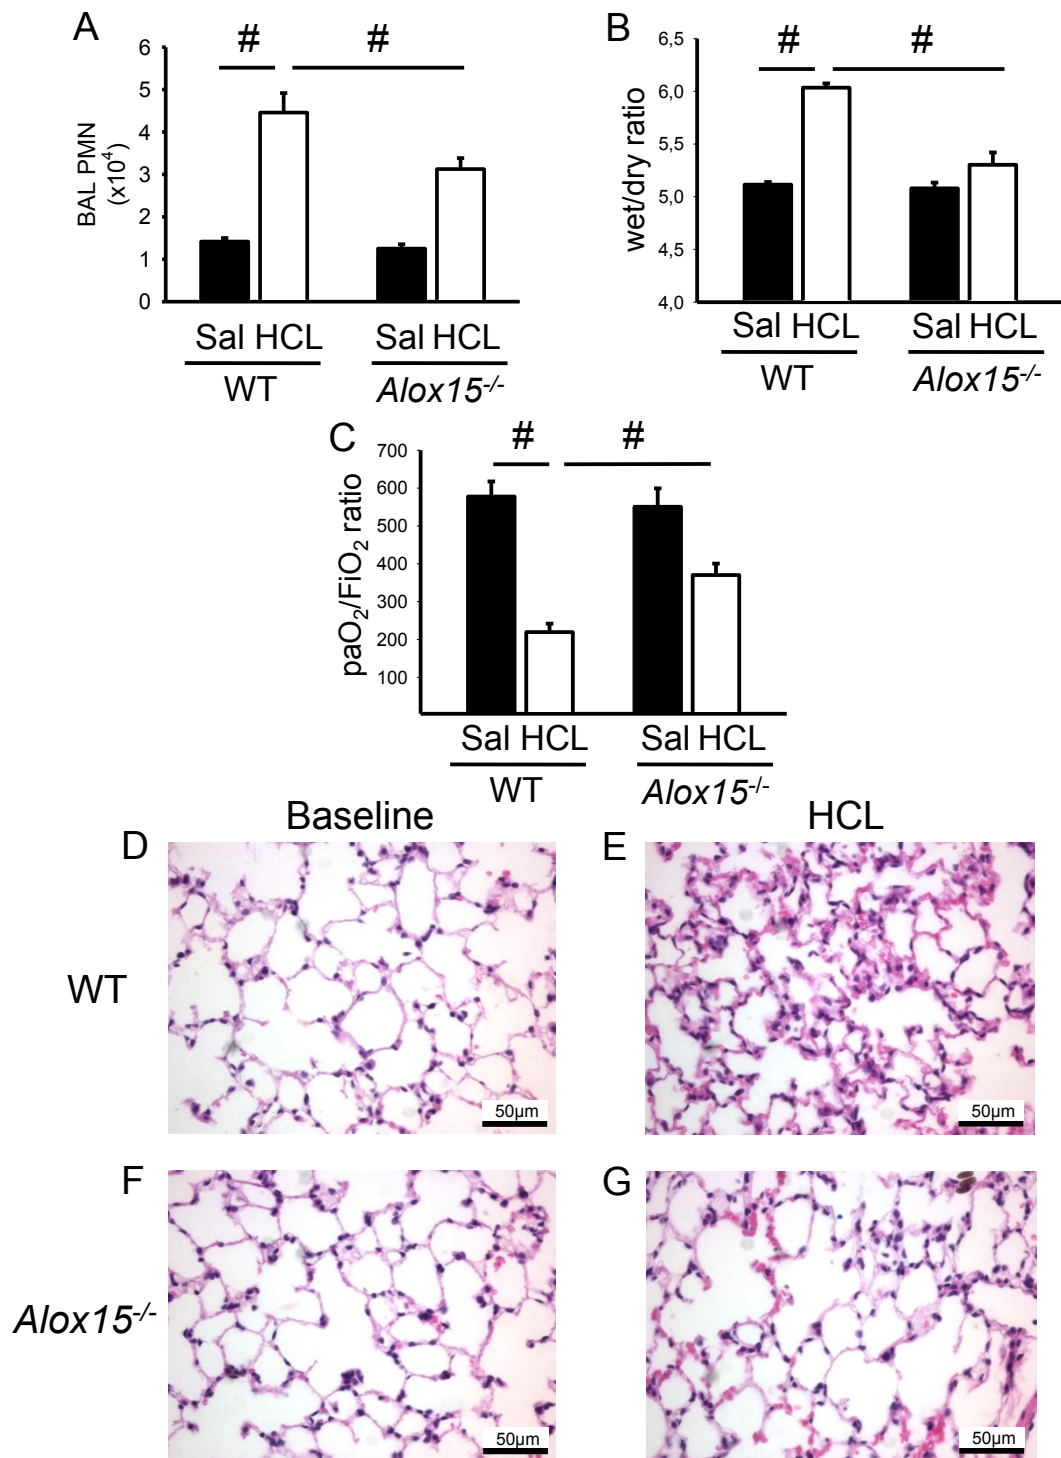 A
BAL PMN
(x10⁴)
6
5
4
3
2
1
0
# #
Sal HCL Sal HCL
WT Alox15⁻/⁻
B
wet/dry ratio
6,5
6,0
5,5
5,0
4,5
4,0
# #
Sal HCL Sal HCL
WT Alox15⁻/⁻
C
paO₂/FiO₂ ratio
700
600
500
400
300
200
100
# #
Sal HCL Sal HCL
WT Alox15⁻/⁻
Baseline HCL
D E
WT
50µm 50µm
F G
Alox15⁻/⁻
50µm 50µm